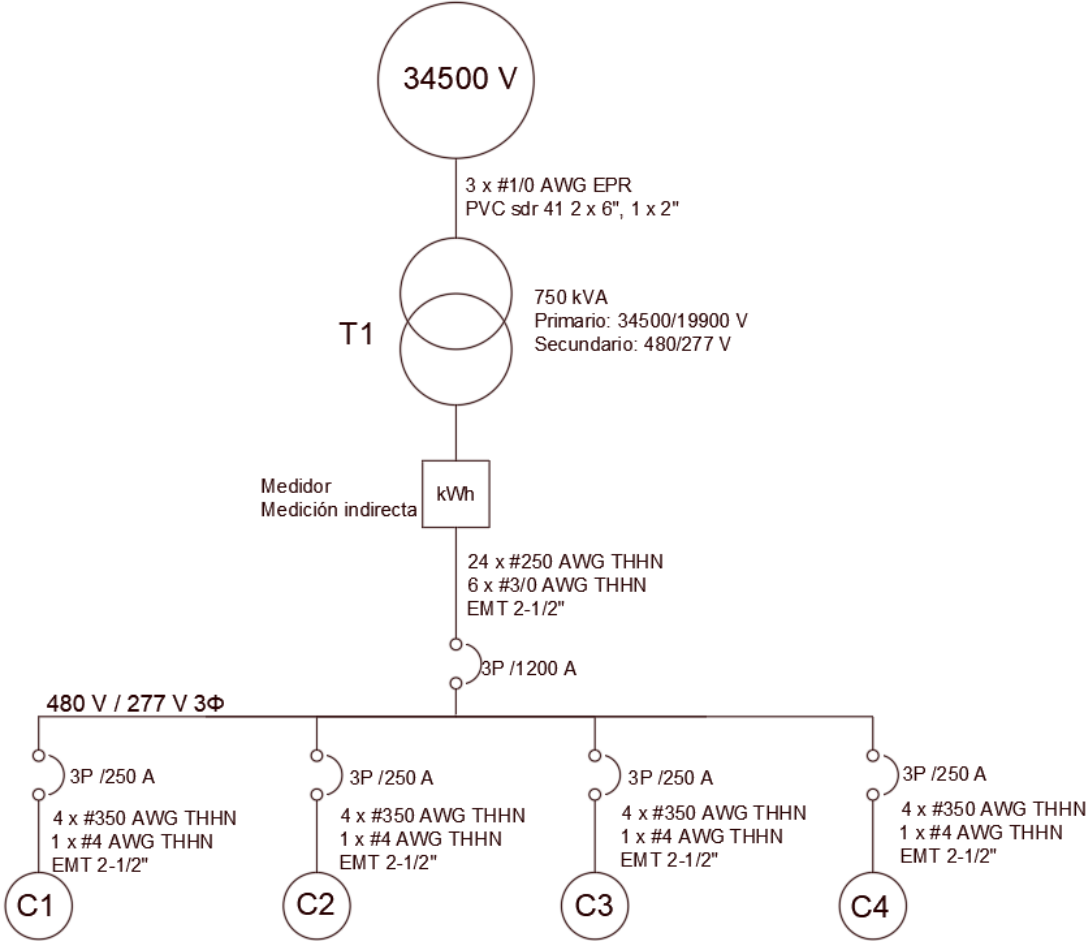 34500 V
3 x #1/0 AWG EPR
PVC sdr 41 2 x 6", 1 x 2"
T1
750 kVA
Primario: 34500/19900 V
Secundario: 480/277 V
Medidor
Medición indirecta
kWh
24 x #250 AWG THHN
6 x #3/0 AWG THHN
EMT 2-1/2"
3P /1200 A
480 V / 277 V 3Φ
3P /250 A
4 x #350 AWG THHN
1 x #4 AWG THHN
EMT 2-1/2"
C1
3P /250 A
4 x #350 AWG THHN
1 x #4 AWG THHN
EMT 2-1/2"
C2
3P /250 A
4 x #350 AWG THHN
1 x #4 AWG THHN
EMT 2-1/2"
C3
3P /250 A
4 x #350 AWG THHN
1 x #4 AWG THHN
EMT 2-1/2"
C4